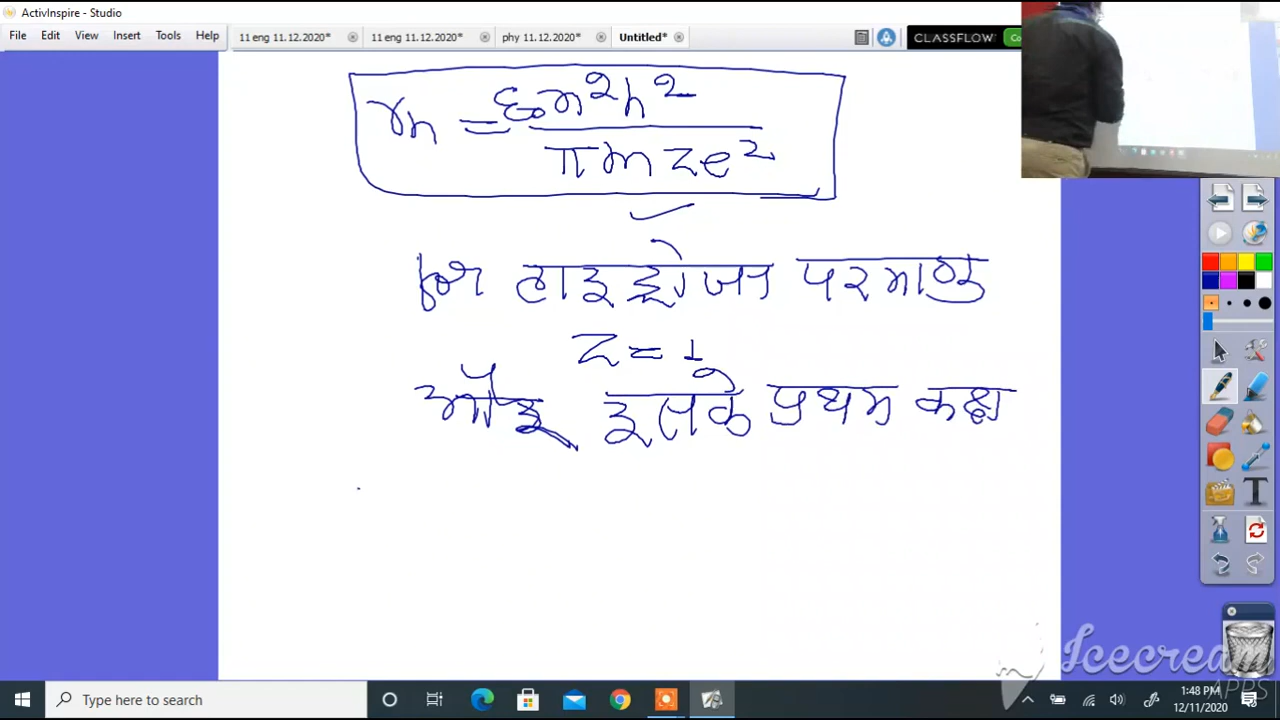 ActivInspire - Studio
File Edit View Insert Tools Help
11 eng 11.12.2020* 11 eng 11.12.2020* phy 11.12.2020* Untitled*
CLASSFLOW
rn = ε₀n²h² / πmZe²
for हाइड्रोजन परमाणु
Z = 1
और इसके प्रथम कक्ष
Icecream
APPS
Type here to search
1:48 PM
12/11/2020